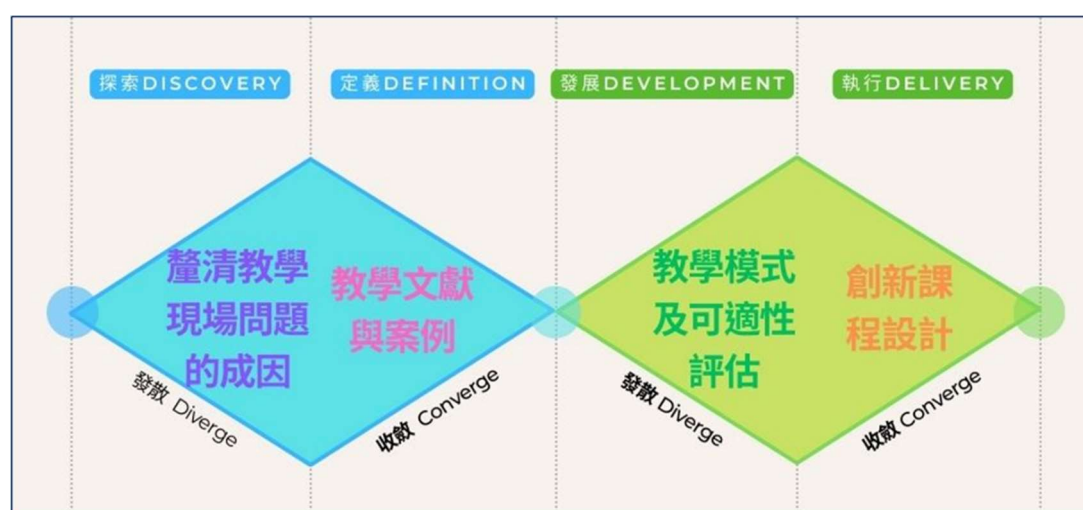 探索DISCOVERY
定義DEFINITION
發展DEVELOPMENT
執行DELIVERY
釐清教學
現場問題
的成因
教學文獻
與案例
教學模式
及可適性
評估
創新課
程設計
發散 Diverge
收斂 Converge
發散 Diverge
收斂 Converge